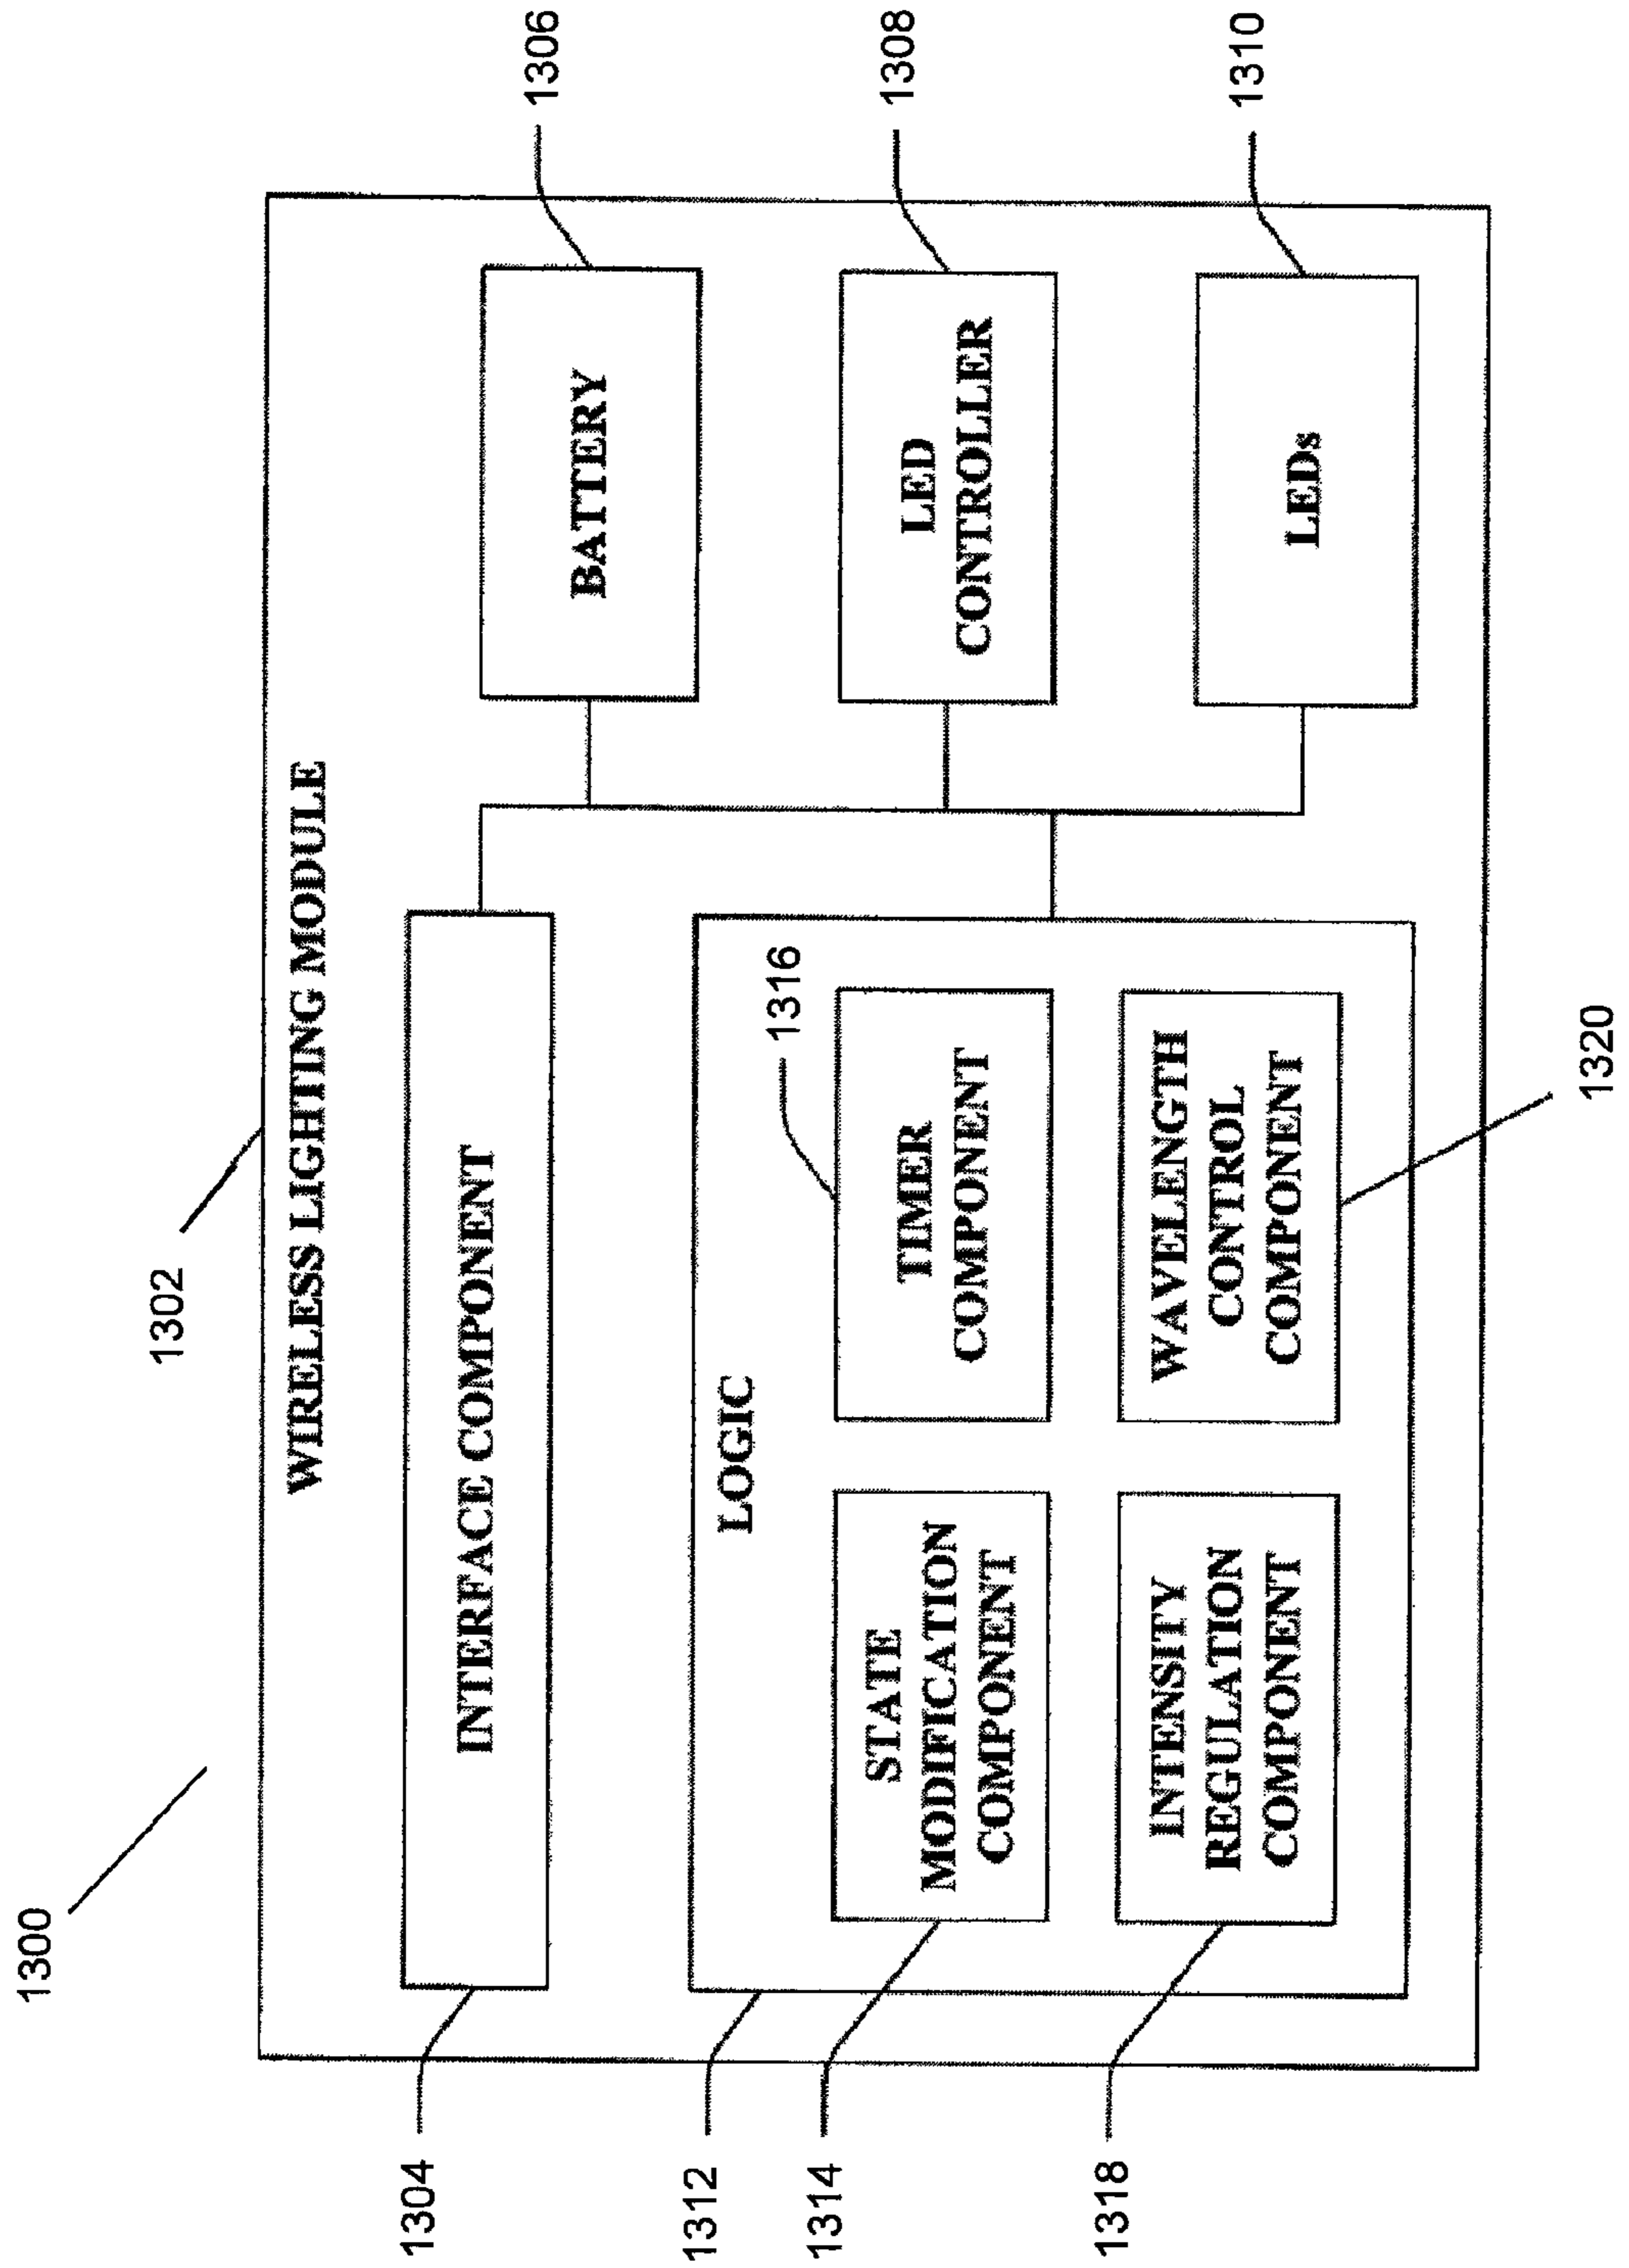 1300
1302
WIRELESS LIGHTING MODULE
1304
INTERFACE COMPONENT
BATTERY
1306
1312
LOGIC
1314
STATE
MODIFICATION
COMPONENT
1316
TIMER
COMPONENT
LED
CONTROLLER
1308
1318
INTENSITY
REGULATION
COMPONENT
WAVELENGTH
CONTROL
COMPONENT
1320
LEDs
1310